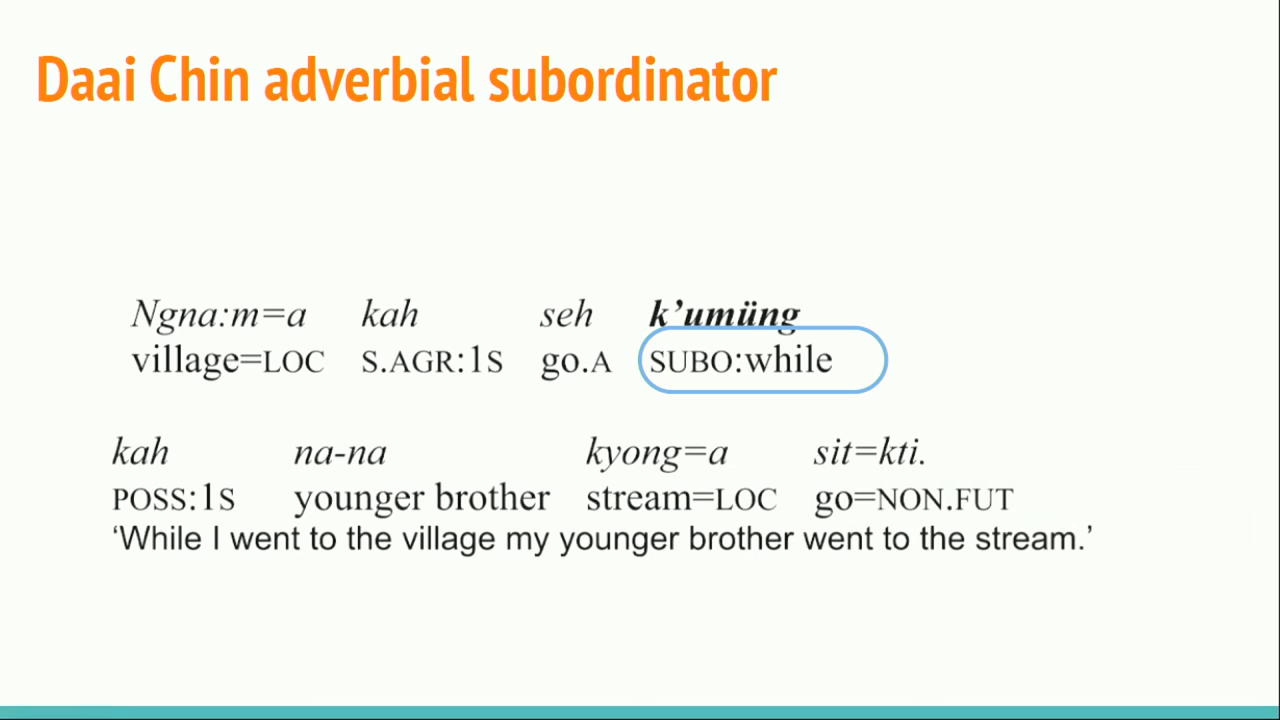 Daai Chin adverbial subordinator
Ngna:m=a kah seh k’umüng
village=LOC S.AGR:1S go.A SUBO:while
kah na-na kyong=a sit=kti.
POSS:1S younger brother stream=LOC go=NON.FUT
‘While I went to the village my younger brother went to the stream.’